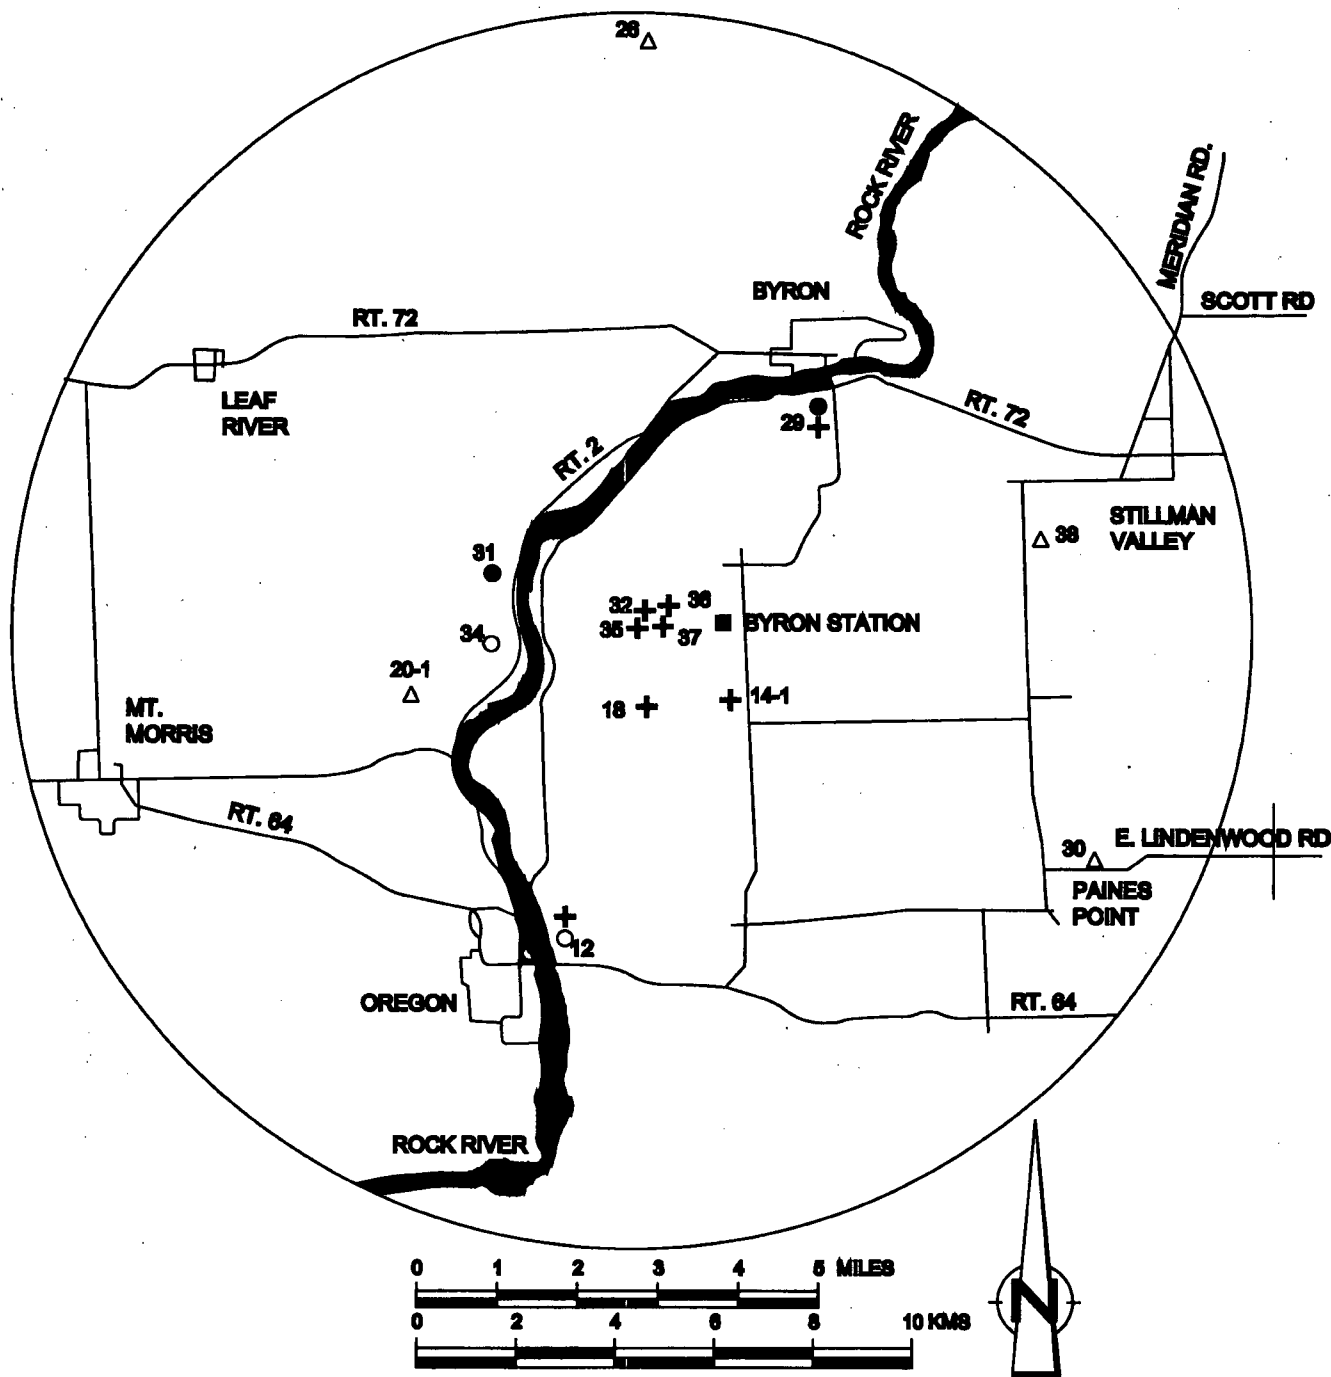 26
ROCK RIVER
MERIDIAN RD.
BYRON
SCOTT RD
RT. 72
LEAF
RIVER
RT. 72
29
RT. 2
STILLMAN
VALLEY
38
31
32
36
BYRON STATION
35
37
34
20-1
14-1
18
MT.
MORRIS
RT. 64
E. LINDENWOOD RD
30
PAINES
POINT
12
OREGON
RT. 64
ROCK RIVER
0 1 2 3 4 5 MILES
0 2 4 6 8 10 KMS
N